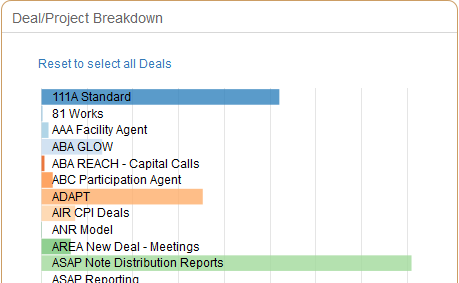 Deal/Project Breakdown
Reset to select all Deals
111A Standard
81 Works
AAA Facility Agent
ABA GLOW
ABA REACH - Capital Calls
ABC Participation Agent
ADAPT
AIR CPI Deals
ANR Model
AREA New Deal - Meetings
ASAP Note Distribution Reports
ASAP Reporting